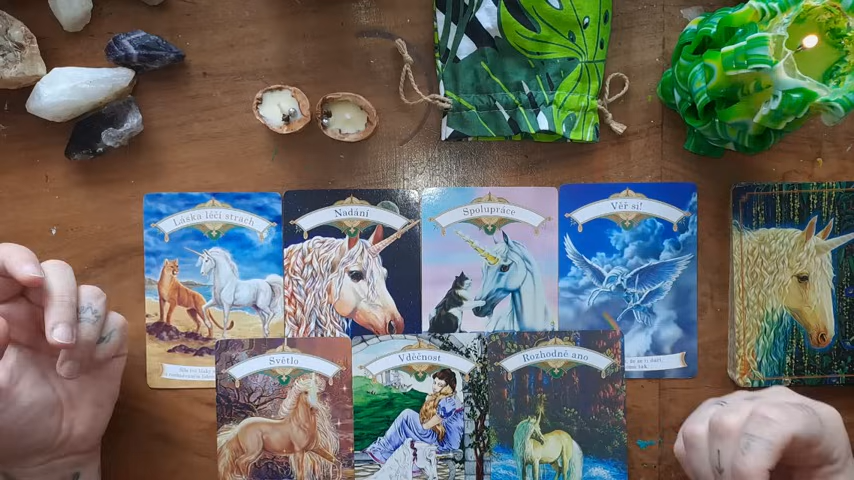 Láska léčí strach
Nadání
Spolupráce
Věř si!
Světlo
Vděčnost
Rozhodně ano